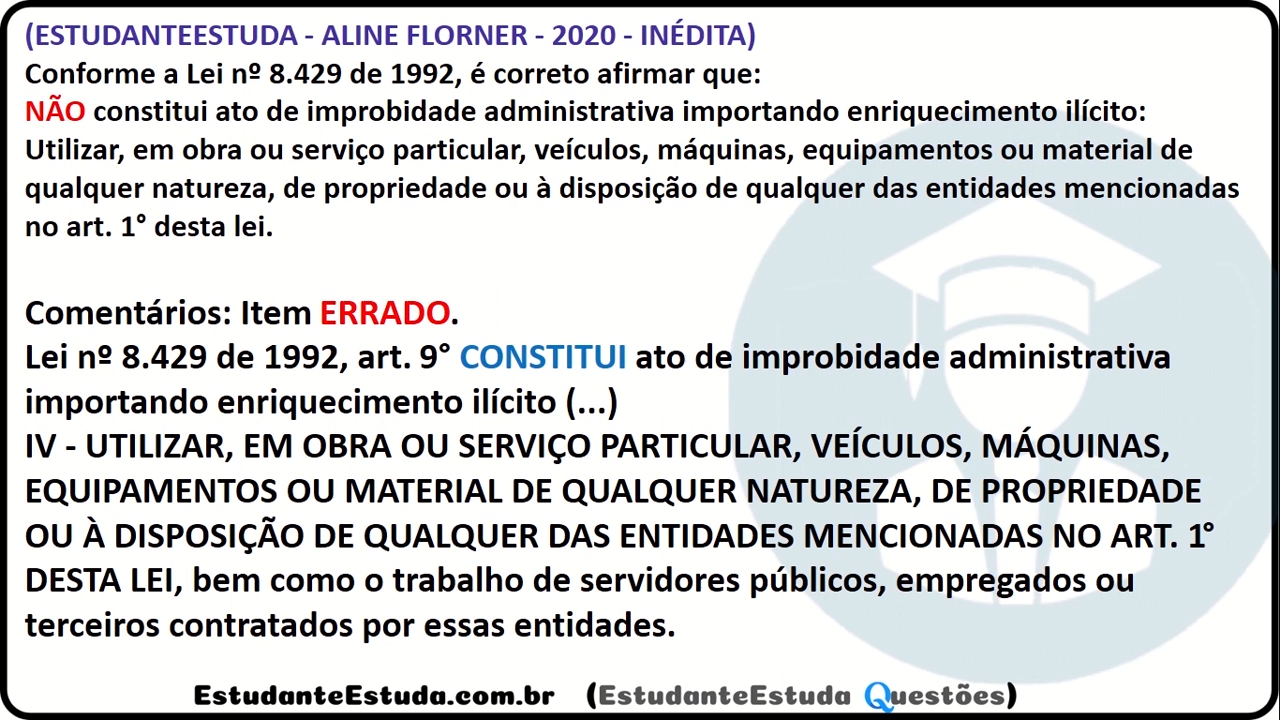 (ESTUDANTEESTUDA - ALINE FLORNER - 2020 - INÉDITA)
Conforme a Lei nº 8.429 de 1992, é correto afirmar que:
NÃO constitui ato de improbidade administrativa importando enriquecimento ilícito:
Utilizar, em obra ou serviço particular, veículos, máquinas, equipamentos ou material de
qualquer natureza, de propriedade ou à disposição de qualquer das entidades mencionadas
no art. 1° desta lei.
Comentários: Item ERRADO.
Lei nº 8.429 de 1992, art. 9° CONSTITUI ato de improbidade administrativa
importando enriquecimento ilícito (...)
IV - UTILIZAR, EM OBRA OU SERVIÇO PARTICULAR, VEÍCULOS, MÁQUINAS,
EQUIPAMENTOS OU MATERIAL DE QUALQUER NATUREZA, DE PROPRIEDADE
OU À DISPOSIÇÃO DE QUALQUER DAS ENTIDADES MENCIONADAS NO ART. 1°
DESTA LEI, bem como o trabalho de servidores públicos, empregados ou
terceiros contratados por essas entidades.
EstudanteEstuda.com.br (EstudanteEstuda Questões)